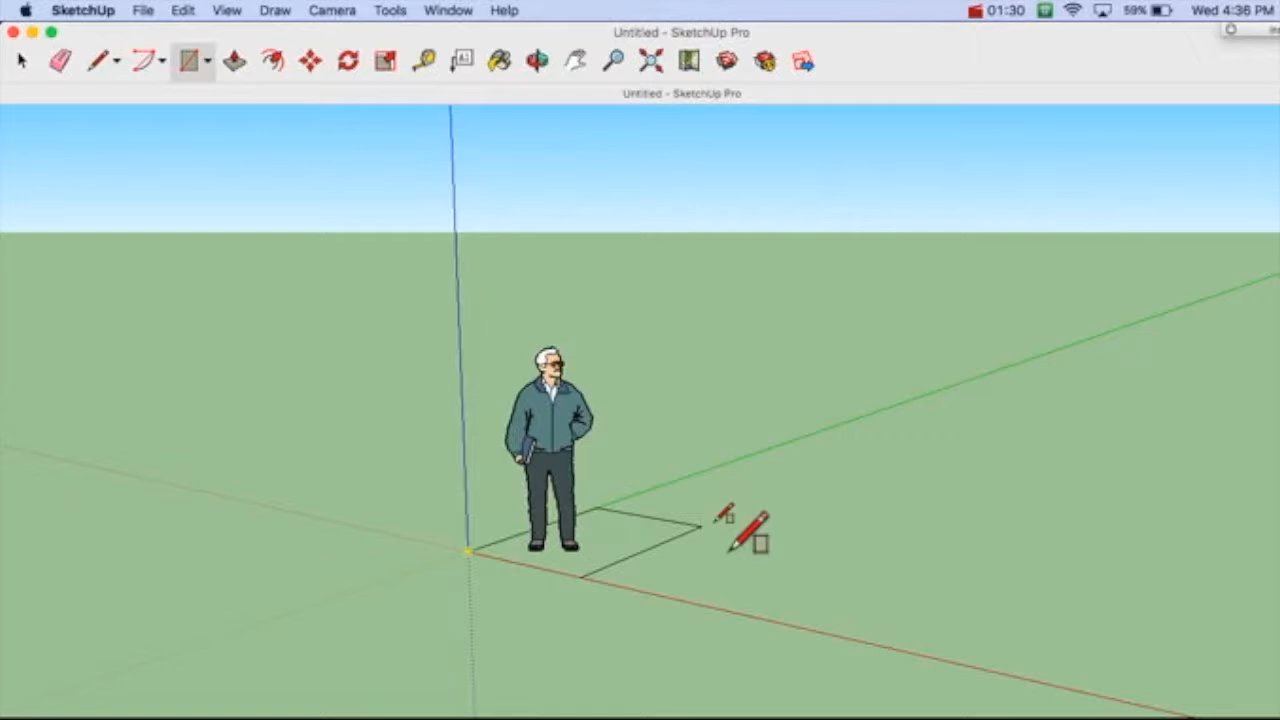 SketchUp File Edit View Draw Camera Tools Window Help 01:30 59% Wed 4:36 PM
Untitled - SketchUp Pro
Untitled - SketchUp Pro